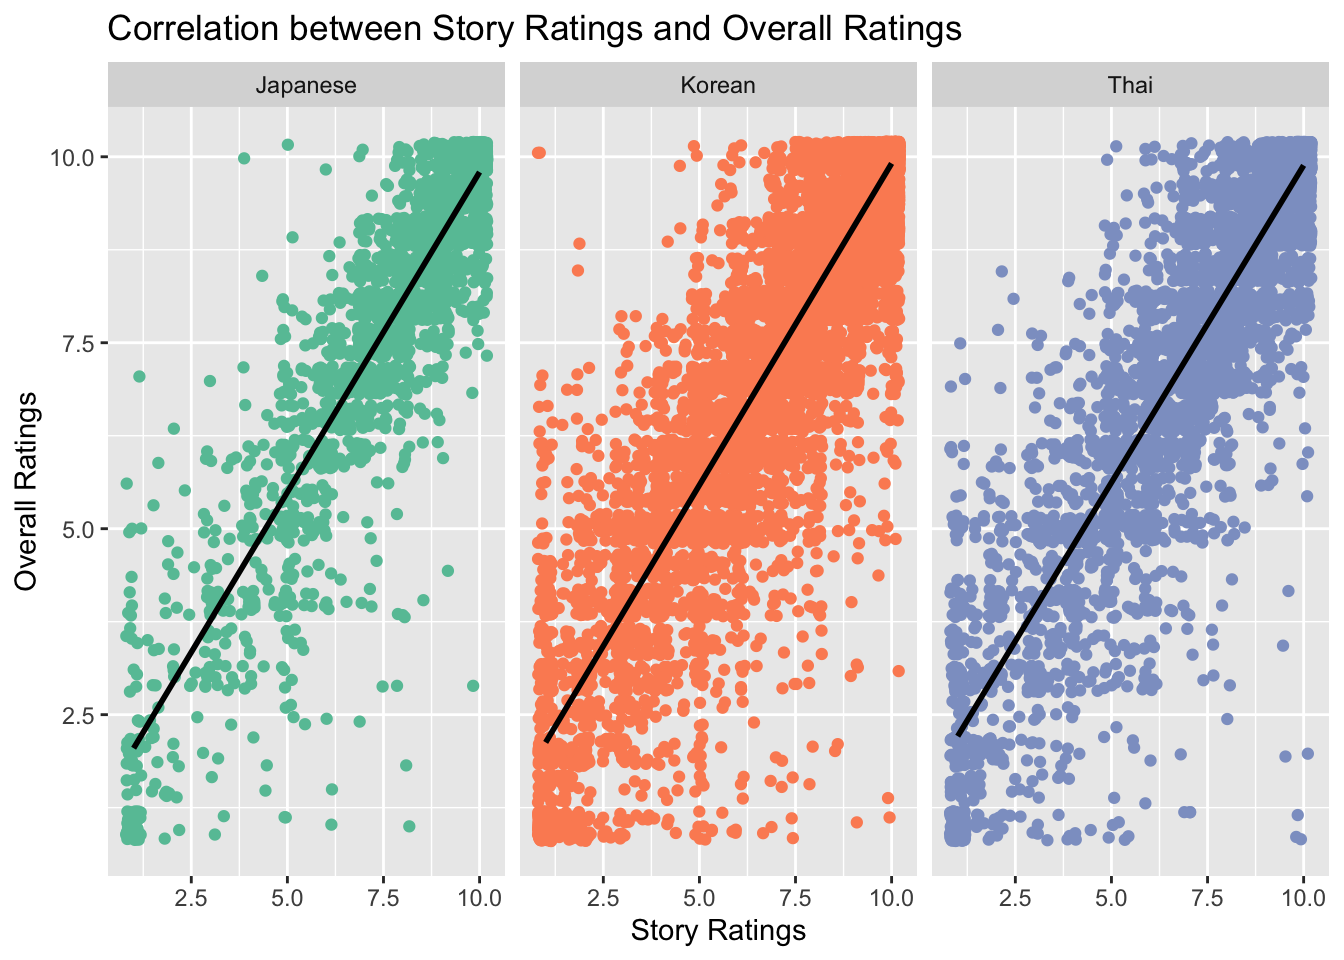 Correlation between Story Ratings and Overall Ratings
Japanese Korean Thai
10.0
7.5
5.0
2.5
Overall Ratings
2.5 5.0 7.5 10.0 2.5 5.0 7.5 10.0 2.5 5.0 7.5 10.0
Story Ratings